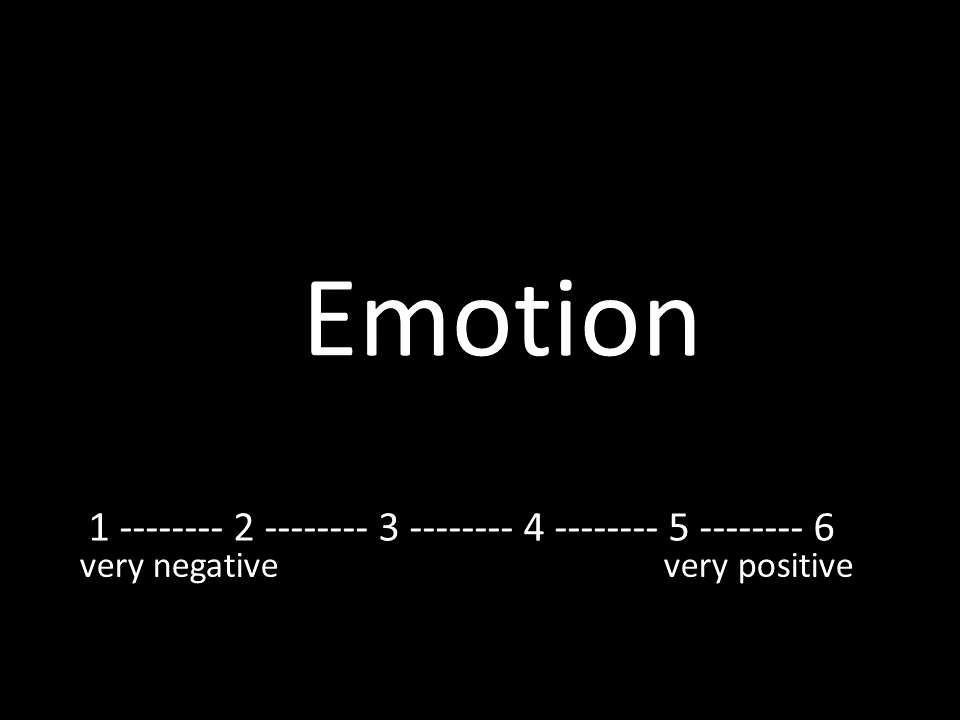 Emotion
1 -------- 2 -------- 3 -------- 4 -------- 5 -------- 6
very negative very positive